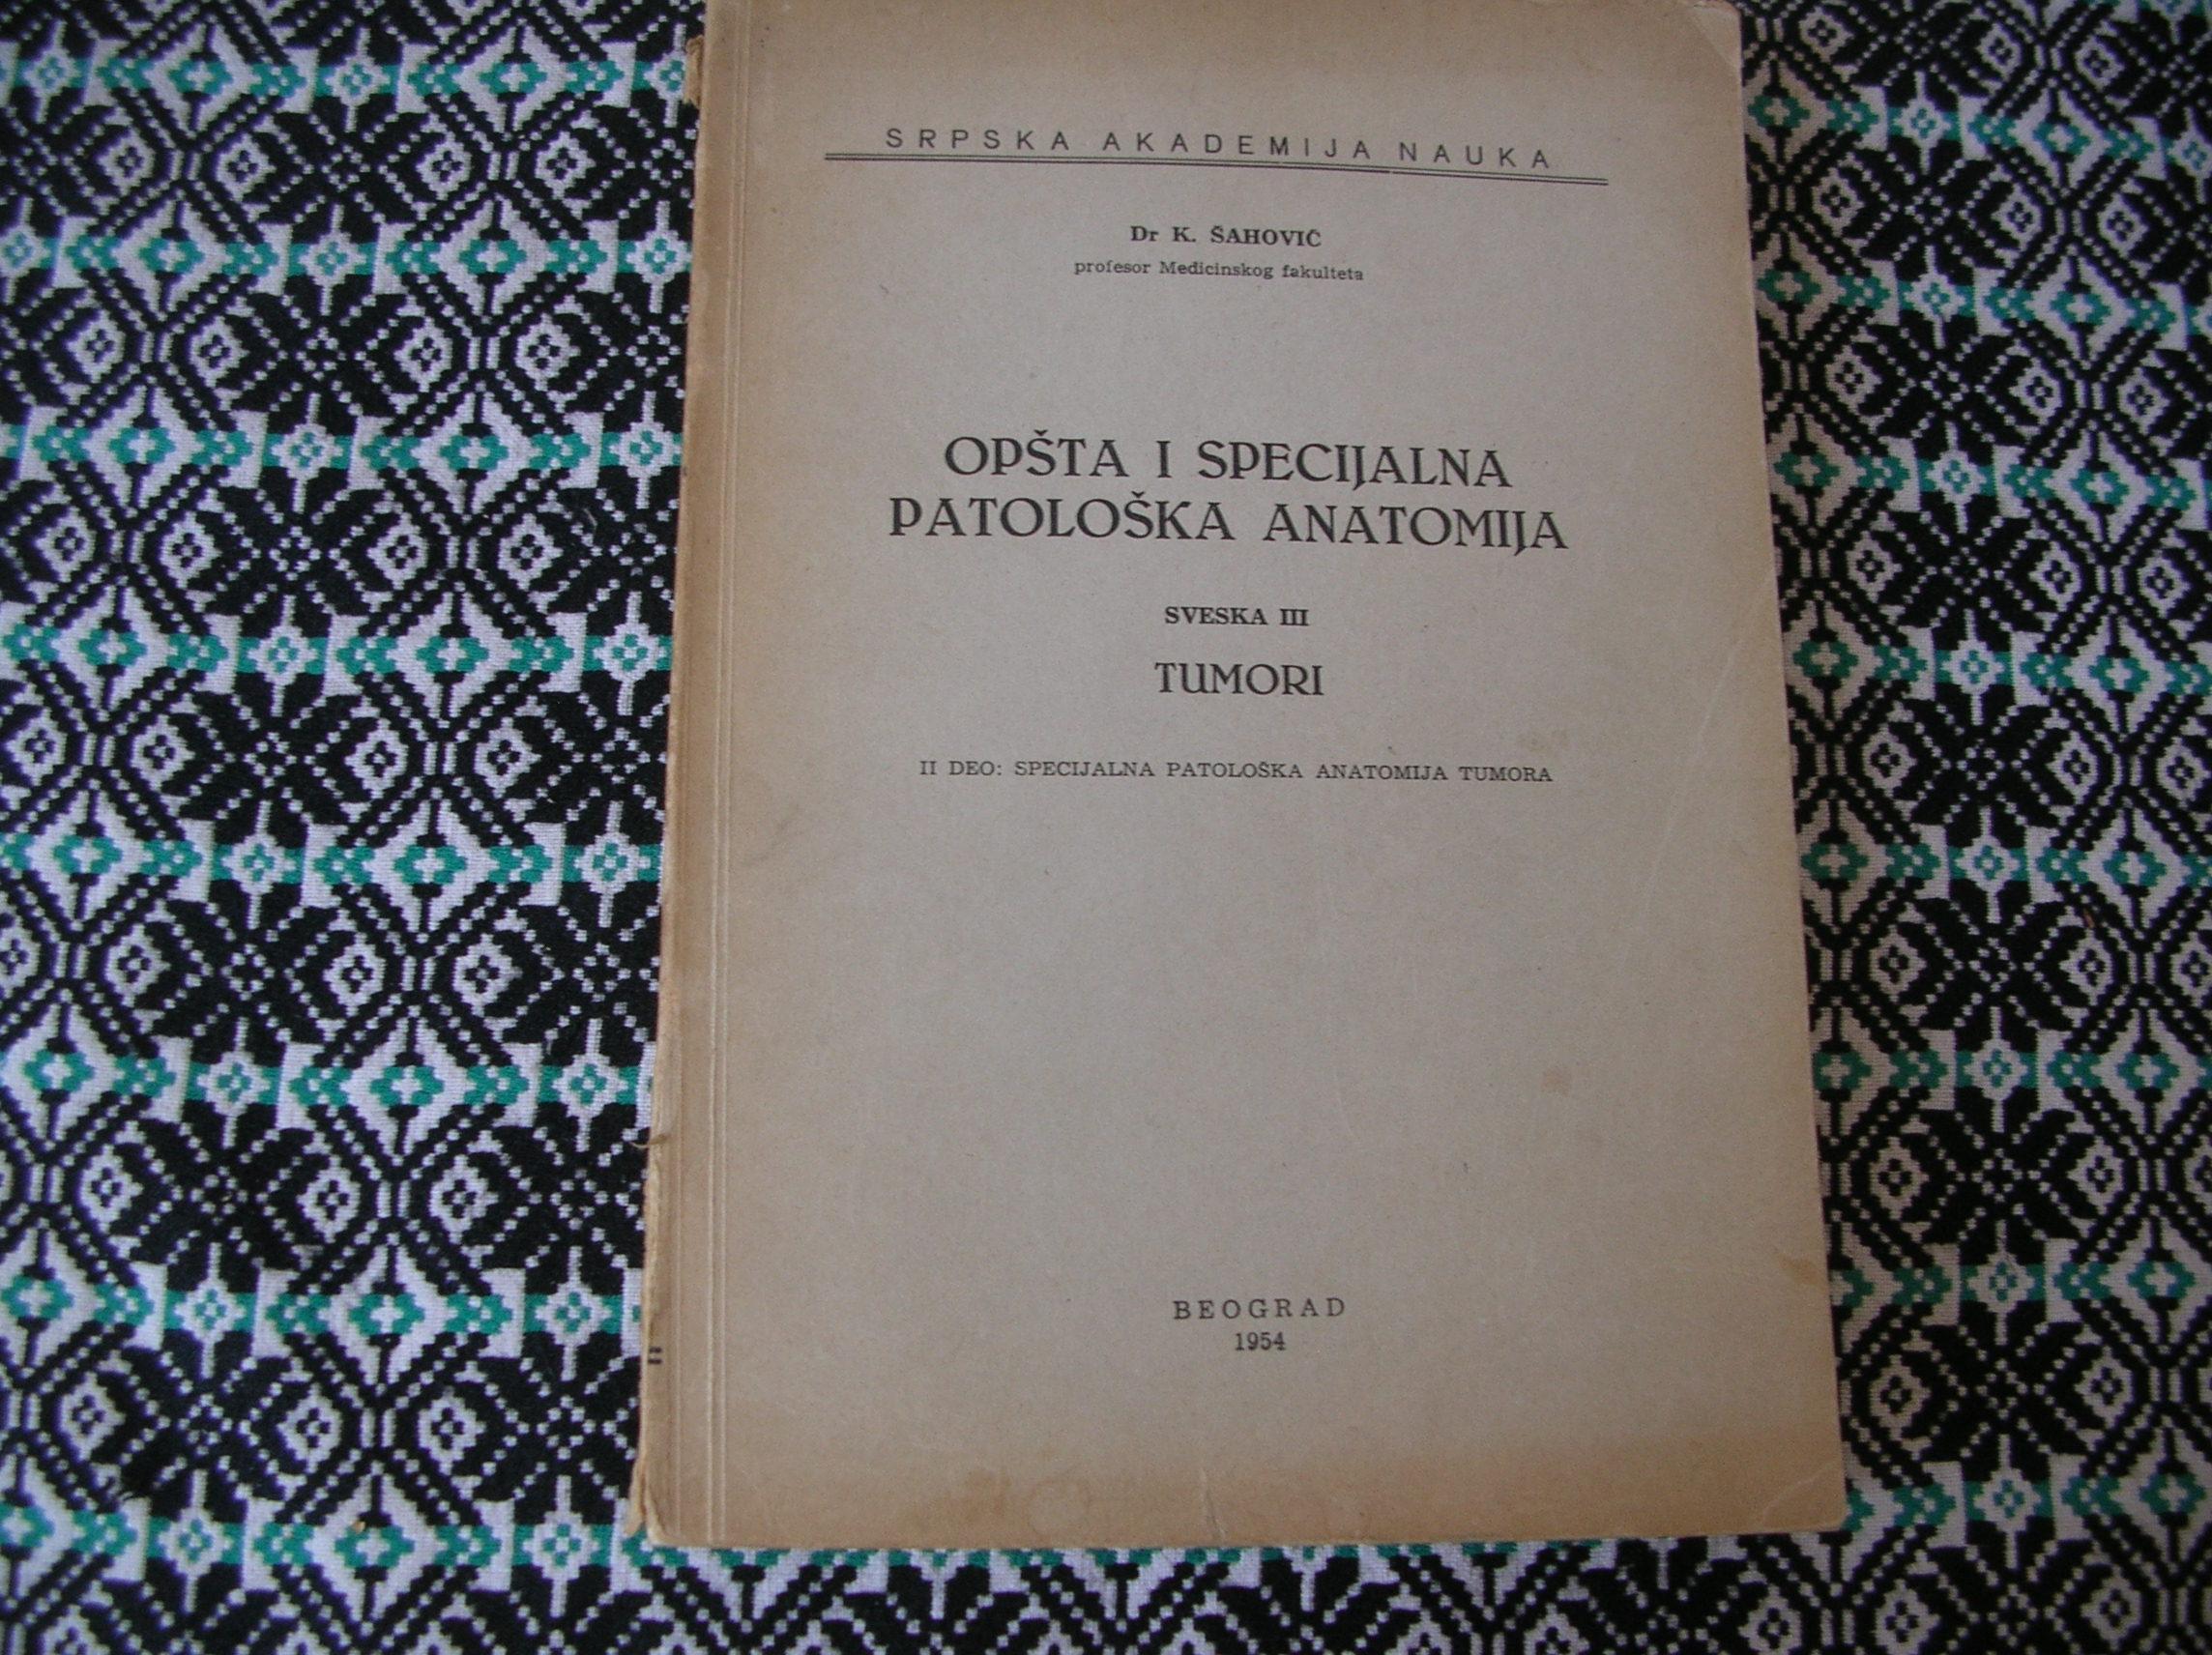 SRPSKA AKADEMIJA NAUKA
Dr K. ŠAHOVIĆ
profesor Medicinskog fakulteta
OPŠTA I SPECIJALNA
PATOLOŠKA ANATOMIJA
SVESKA III
TUMORI
II DEO: SPECIJALNA PATOLOŠKA ANATOMIJA TUMORA
BEOGRAD
1954